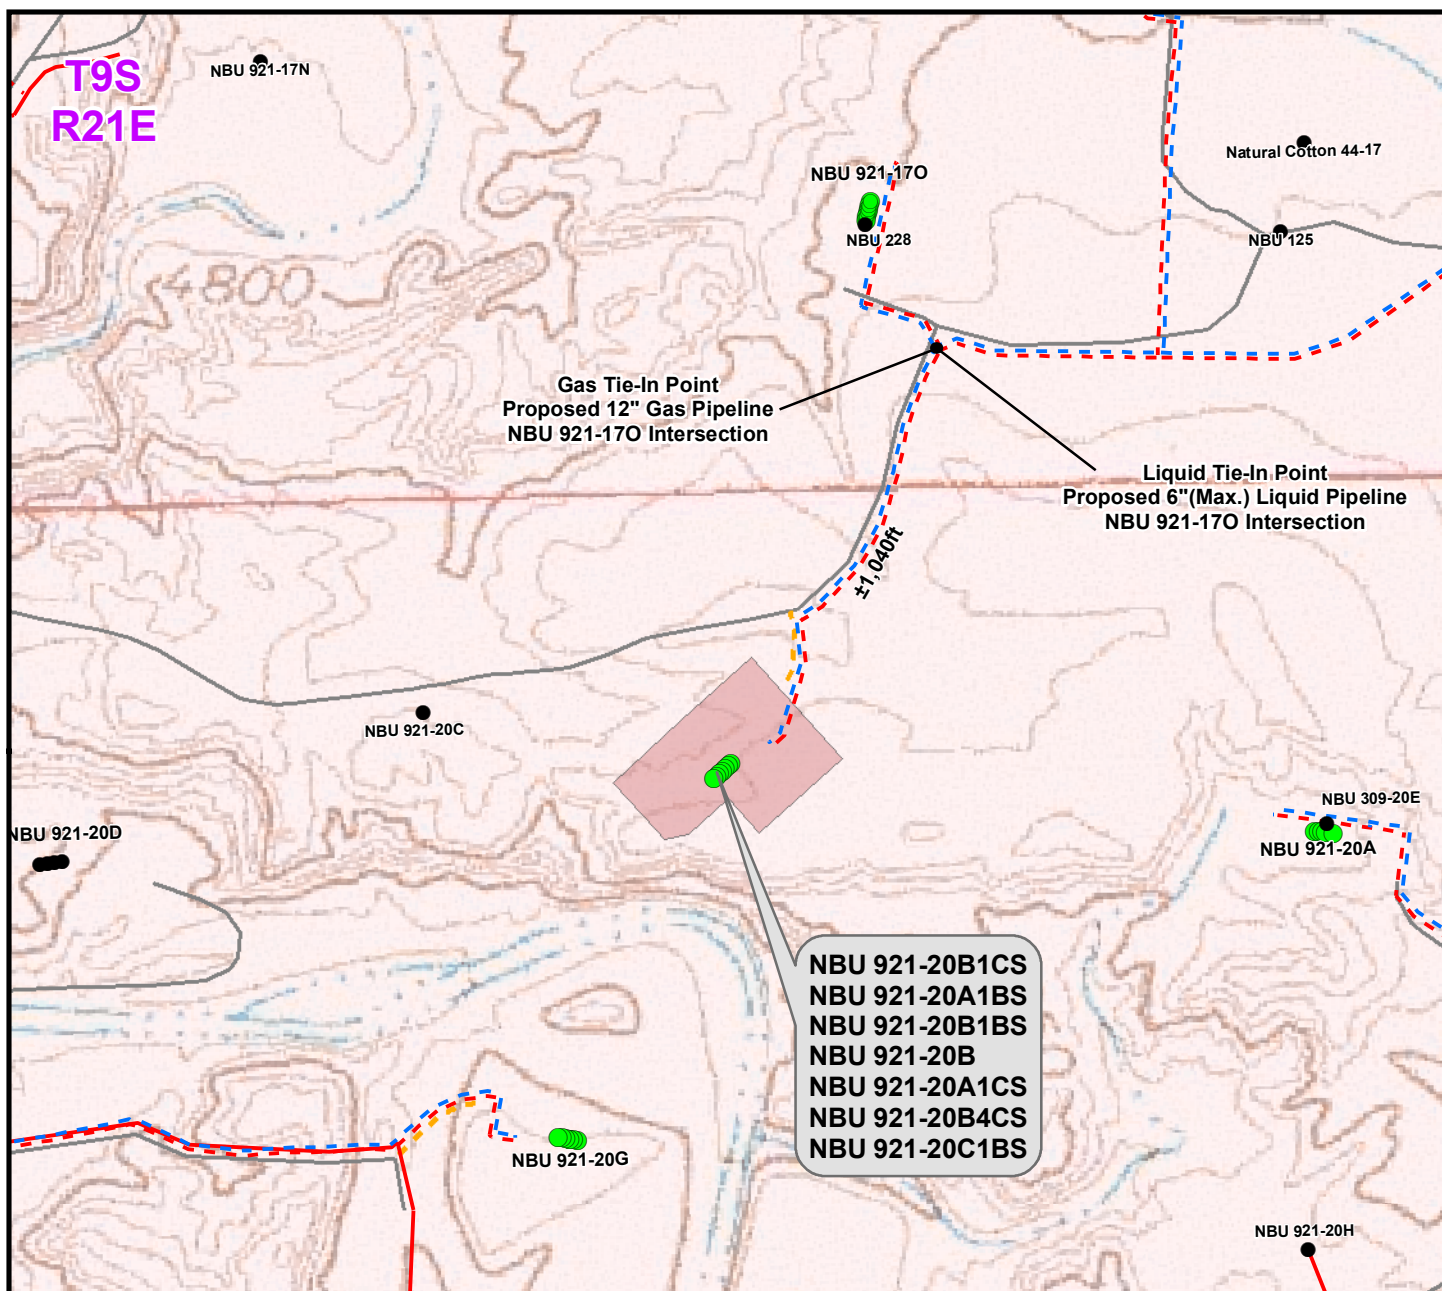 T9S
R21E
NBU 921-17N
Natural Cotton 44-17
NBU 921-17O
NBU 228
NBU 125
4800
Gas Tie-In Point
Proposed 12" Gas Pipeline
NBU 921-17O Intersection
Liquid Tie-In Point
Proposed 6"(Max.) Liquid Pipeline
NBU 921-17O Intersection
±1,040ft
NBU 921-20C
NBU 309-20E
NBU 921-20D
NBU 921-20A
NBU 921-20B1CS
NBU 921-20A1BS
NBU 921-20B1BS
NBU 921-20B
NBU 921-20A1CS
NBU 921-20B4CS
NBU 921-20C1BS
NBU 921-20G
NBU 921-20H